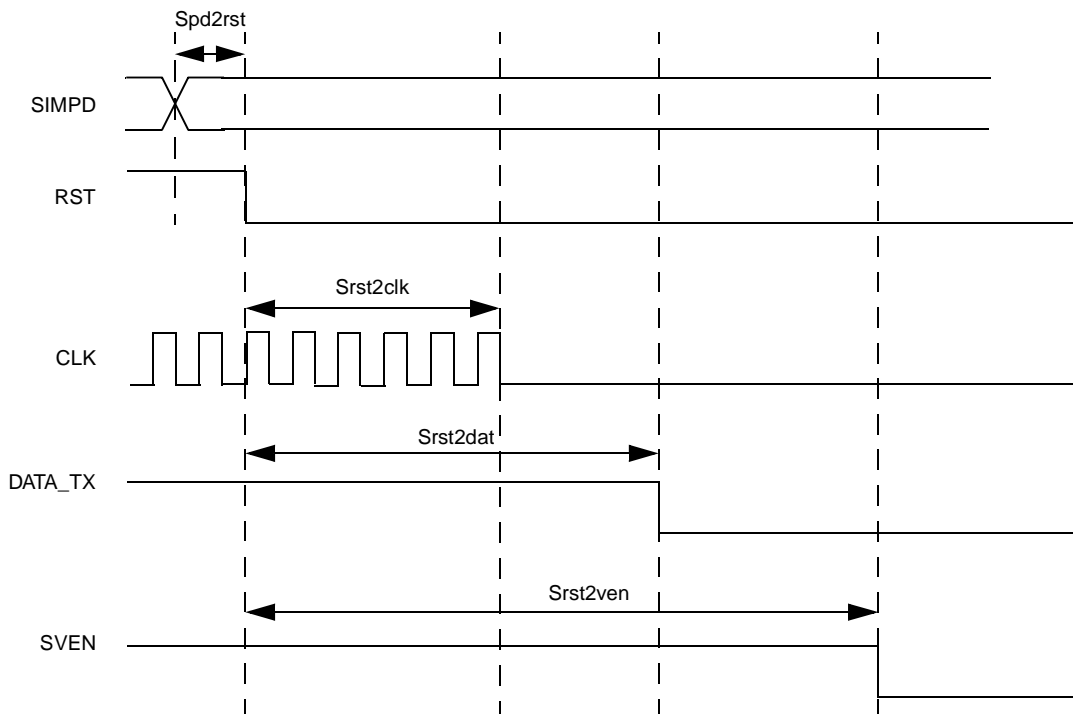 Spd2rst
SIMPD
RST
Srst2clk
CLK
Srst2dat
DATA_TX
Srst2ven
SVEN